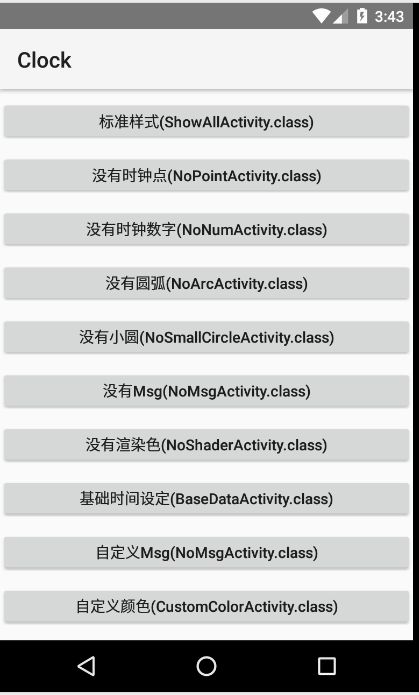 3:43
Clock
标准样式(ShowAllActivity.class)
没有时钟点(NoPointActivity.class)
没有时钟数字(NoNumActivity.class)
没有圆弧(NoArcActivity.class)
没有小圆(NoSmallCircleActivity.class)
没有Msg(NoMsgActivity.class)
没有渲染色(NoShaderActivity.class)
基础时间设定(BaseDataActivity.class)
自定义Msg(NoMsgActivity.class)
自定义颜色(CustomColorActivity.class)